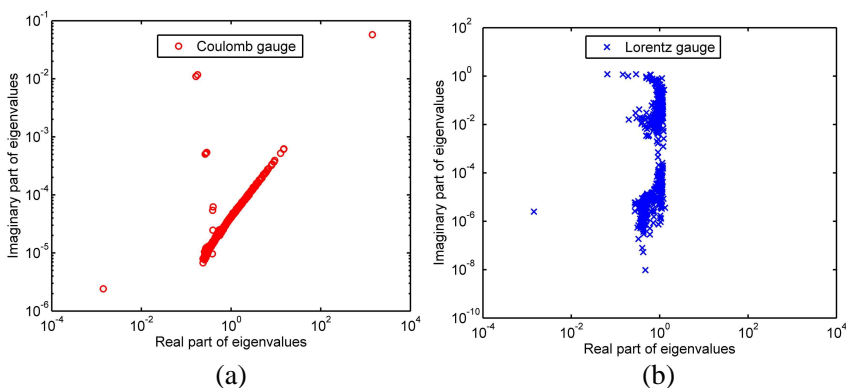 10^-1
10^-2
10^-3
10^-4
10^-5
10^-6
Imaginary part of eigenvalues
Coulomb gauge
10^-4 10^-2 10^0 10^2 10^4
Real part of eigenvalues
(a)
10^2
10^0
10^-2
10^-4
10^-6
10^-8
10^-10
Imaginary part of eigenvalues
Lorentz gauge
10^-4 10^-2 10^0 10^2 10^4
Real part of eigenvalues
(b)